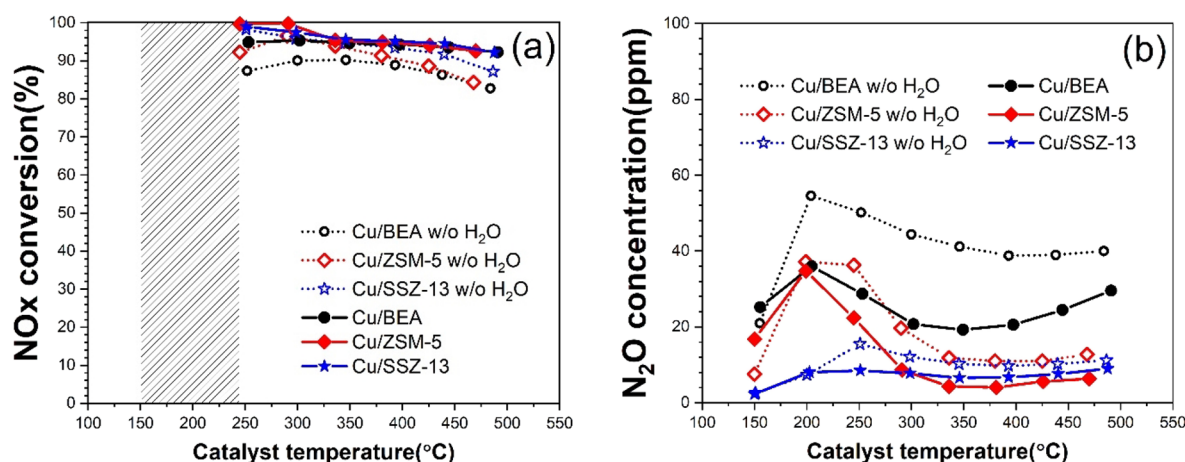 (a)
NOx conversion(%)
100
90
80
70
60
50
40
30
20
10
0
Cu/BEA w/o H₂O
Cu/ZSM-5 w/o H₂O
Cu/SSZ-13 w/o H₂O
Cu/BEA
Cu/ZSM-5
Cu/SSZ-13
100 150 200 250 300 350 400 450 500 550
Catalyst temperature(°C)
(b)
N₂O concentration(ppm)
100
80
60
40
20
0
Cu/BEA w/o H₂O
Cu/ZSM-5 w/o H₂O
Cu/SSZ-13 w/o H₂O
Cu/BEA
Cu/ZSM-5
Cu/SSZ-13
100 150 200 250 300 350 400 450 500 550
Catalyst temperature(°C)